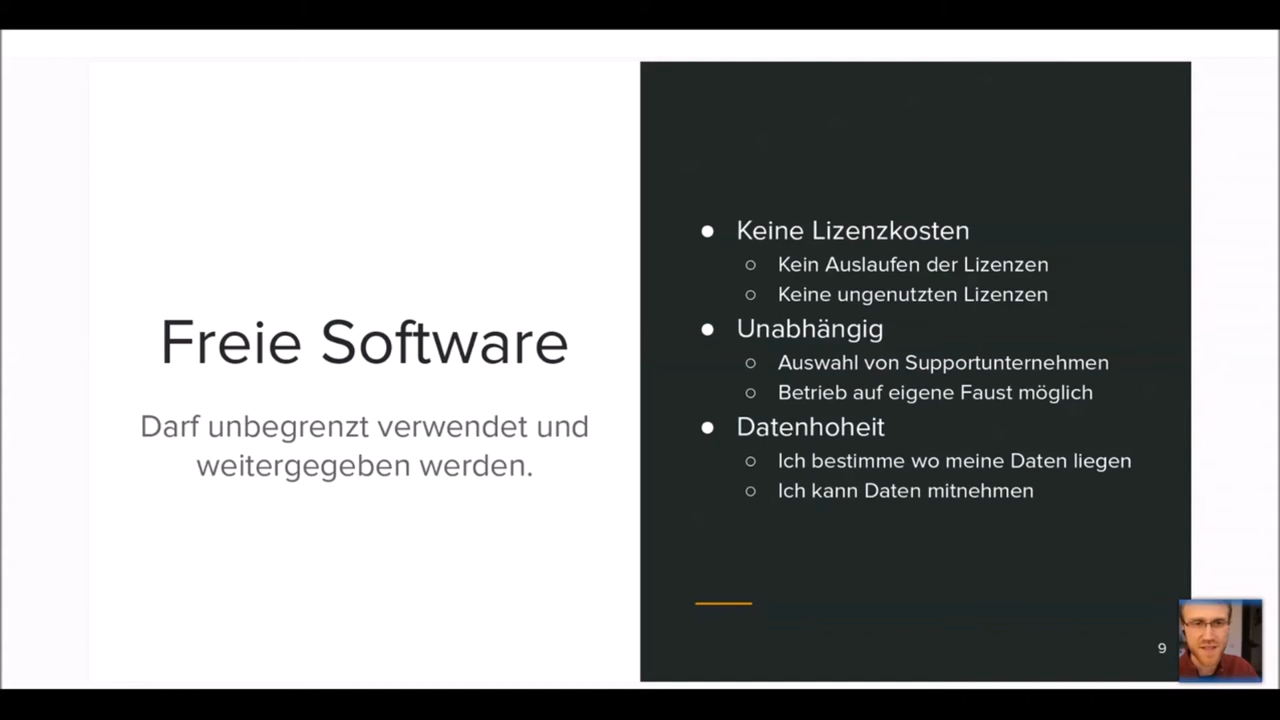 Freie Software
Darf unbegrenzt verwendet und
weitergegeben werden.
● Keine Lizenzkosten
○ Kein Auslaufen der Lizenzen
○ Keine ungenutzten Lizenzen
● Unabhängig
○ Auswahl von Supportunternehmen
○ Betrieb auf eigene Faust möglich
● Datenhoheit
○ Ich bestimme wo meine Daten liegen
○ Ich kann Daten mitnehmen
9